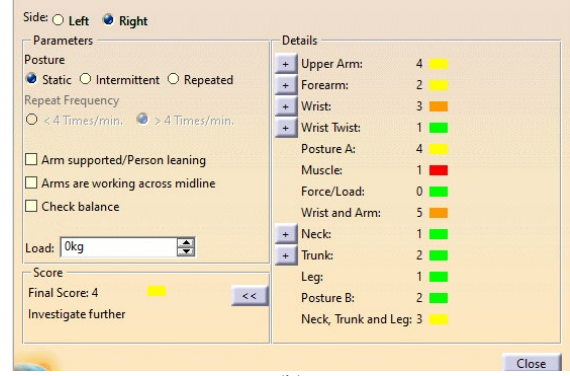 Side: Left Right
Parameters
Posture
Static Intermittent Repeated
Repeat Frequency
< 4 Times/min. > 4 Times/min.
Arm supported/Person leaning
Arms are working across midline
Check balance
Load: 0kg
Score
Final Score: 4
<<
Investigate further
Details
+ Upper Arm: 4
+ Forearm: 2
+ Wrist: 3
+ Wrist Twist: 1
Posture A: 4
Muscle: 1
Force/Load: 0
Wrist and Arm: 5
+ Neck: 1
+ Trunk: 2
Leg: 1
Posture B: 2
Neck, Trunk and Leg: 3
Close